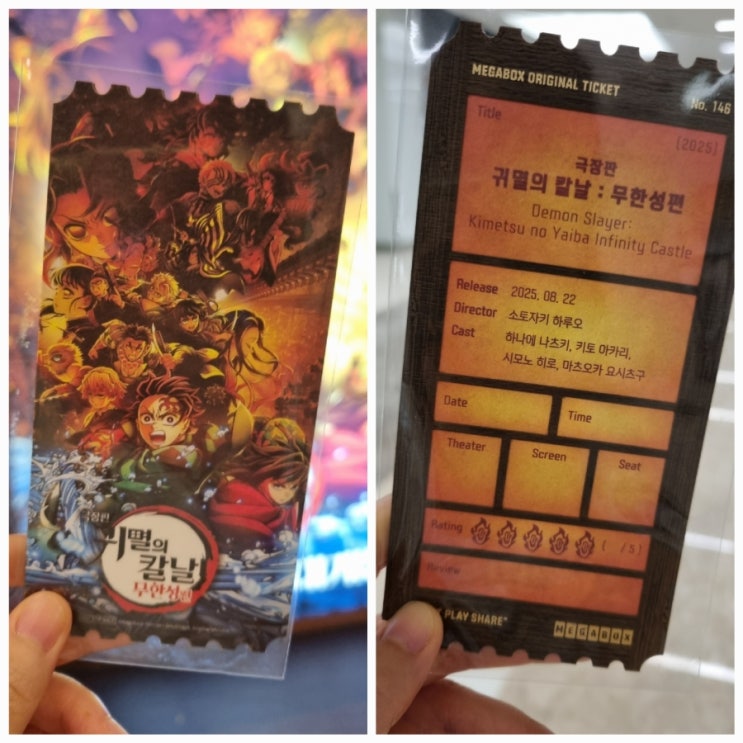 극장판
귀멸의
칼날
무한성편
MEGABOX ORIGINAL TICKET
No. 146
Title
(2025)
극장판
귀멸의 칼날 : 무한성편
Demon Slayer:
Kimetsu no Yaiba Infinity Castle
Release 2025. 08. 22
Director 소토자키 하루오
Cast 하나에 나츠키, 키토 아카리,
시모노 히로, 마츠오카 요시츠구
Date Time
Theater Screen Seat
Rating ( /5)
Review
PLAY SHARE"
MEGABOX